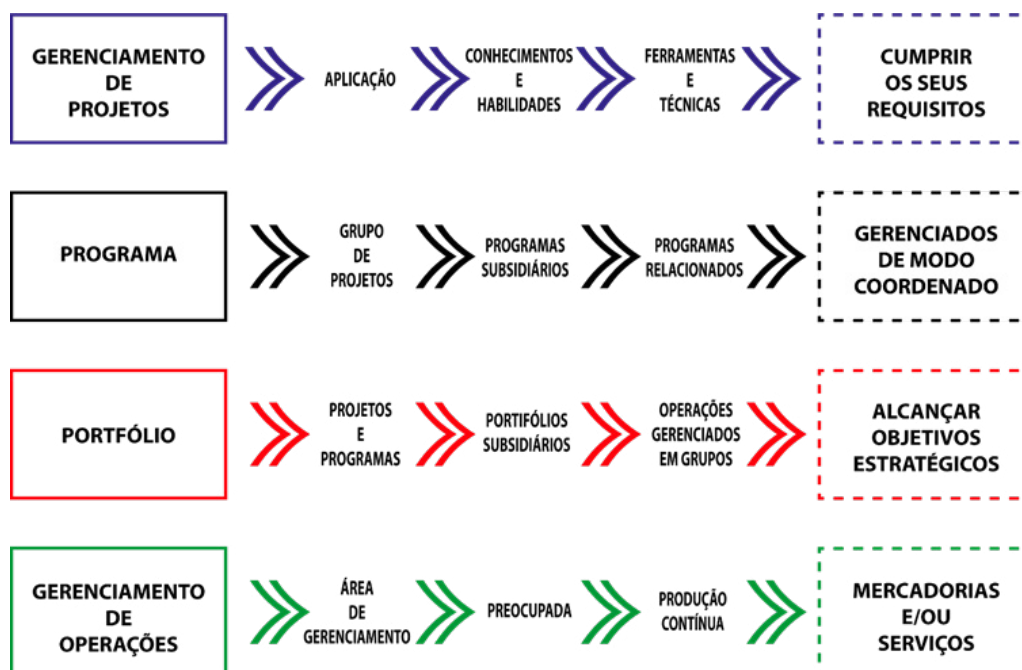 GERENCIAMENTO
DE
PROJETOS
APLICAÇÃO
CONHECIMENTOS
E
HABILIDADES
FERRAMENTAS
E
TÉCNICAS
CUMPRIR
OS SEUS
REQUISITOS
PROGRAMA
GRUPO
DE
PROJETOS
PROGRAMAS
SUBSIDIÁRIOS
PROGRAMAS
RELACIONADOS
GERENCIADOS
DE MODO
COORDENADO
PORTFÓLIO
PROJETOS
E
PROGRAMAS
PORTIFÓLIOS
SUBSIDIÁRIOS
OPERAÇÕES
GERENCIADOS
EM GRUPOS
ALCANÇAR
OBJETIVOS
ESTRATÉGICOS
GERENCIAMENTO
DE
OPERAÇÕES
ÁREA
DE
GERENCIAMENTO
PREOCUPADA
PRODUÇÃO
CONTÍNUA
MERCADORIAS
E/OU
SERVIÇOS